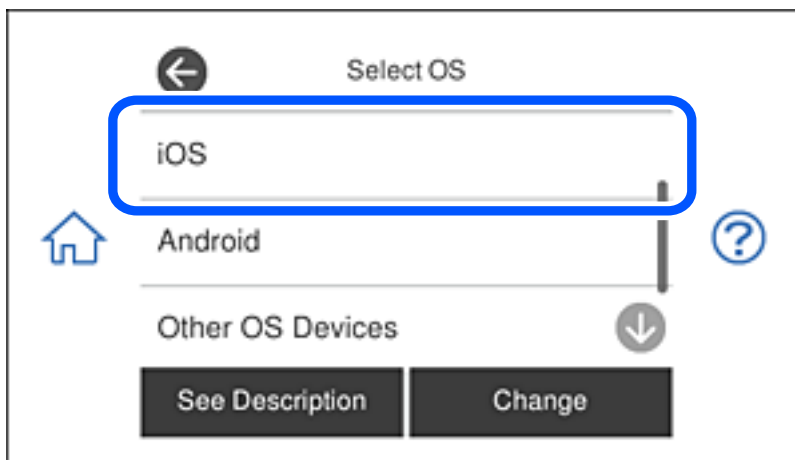 Select OS
iOS
Android
Other OS Devices
See Description Change